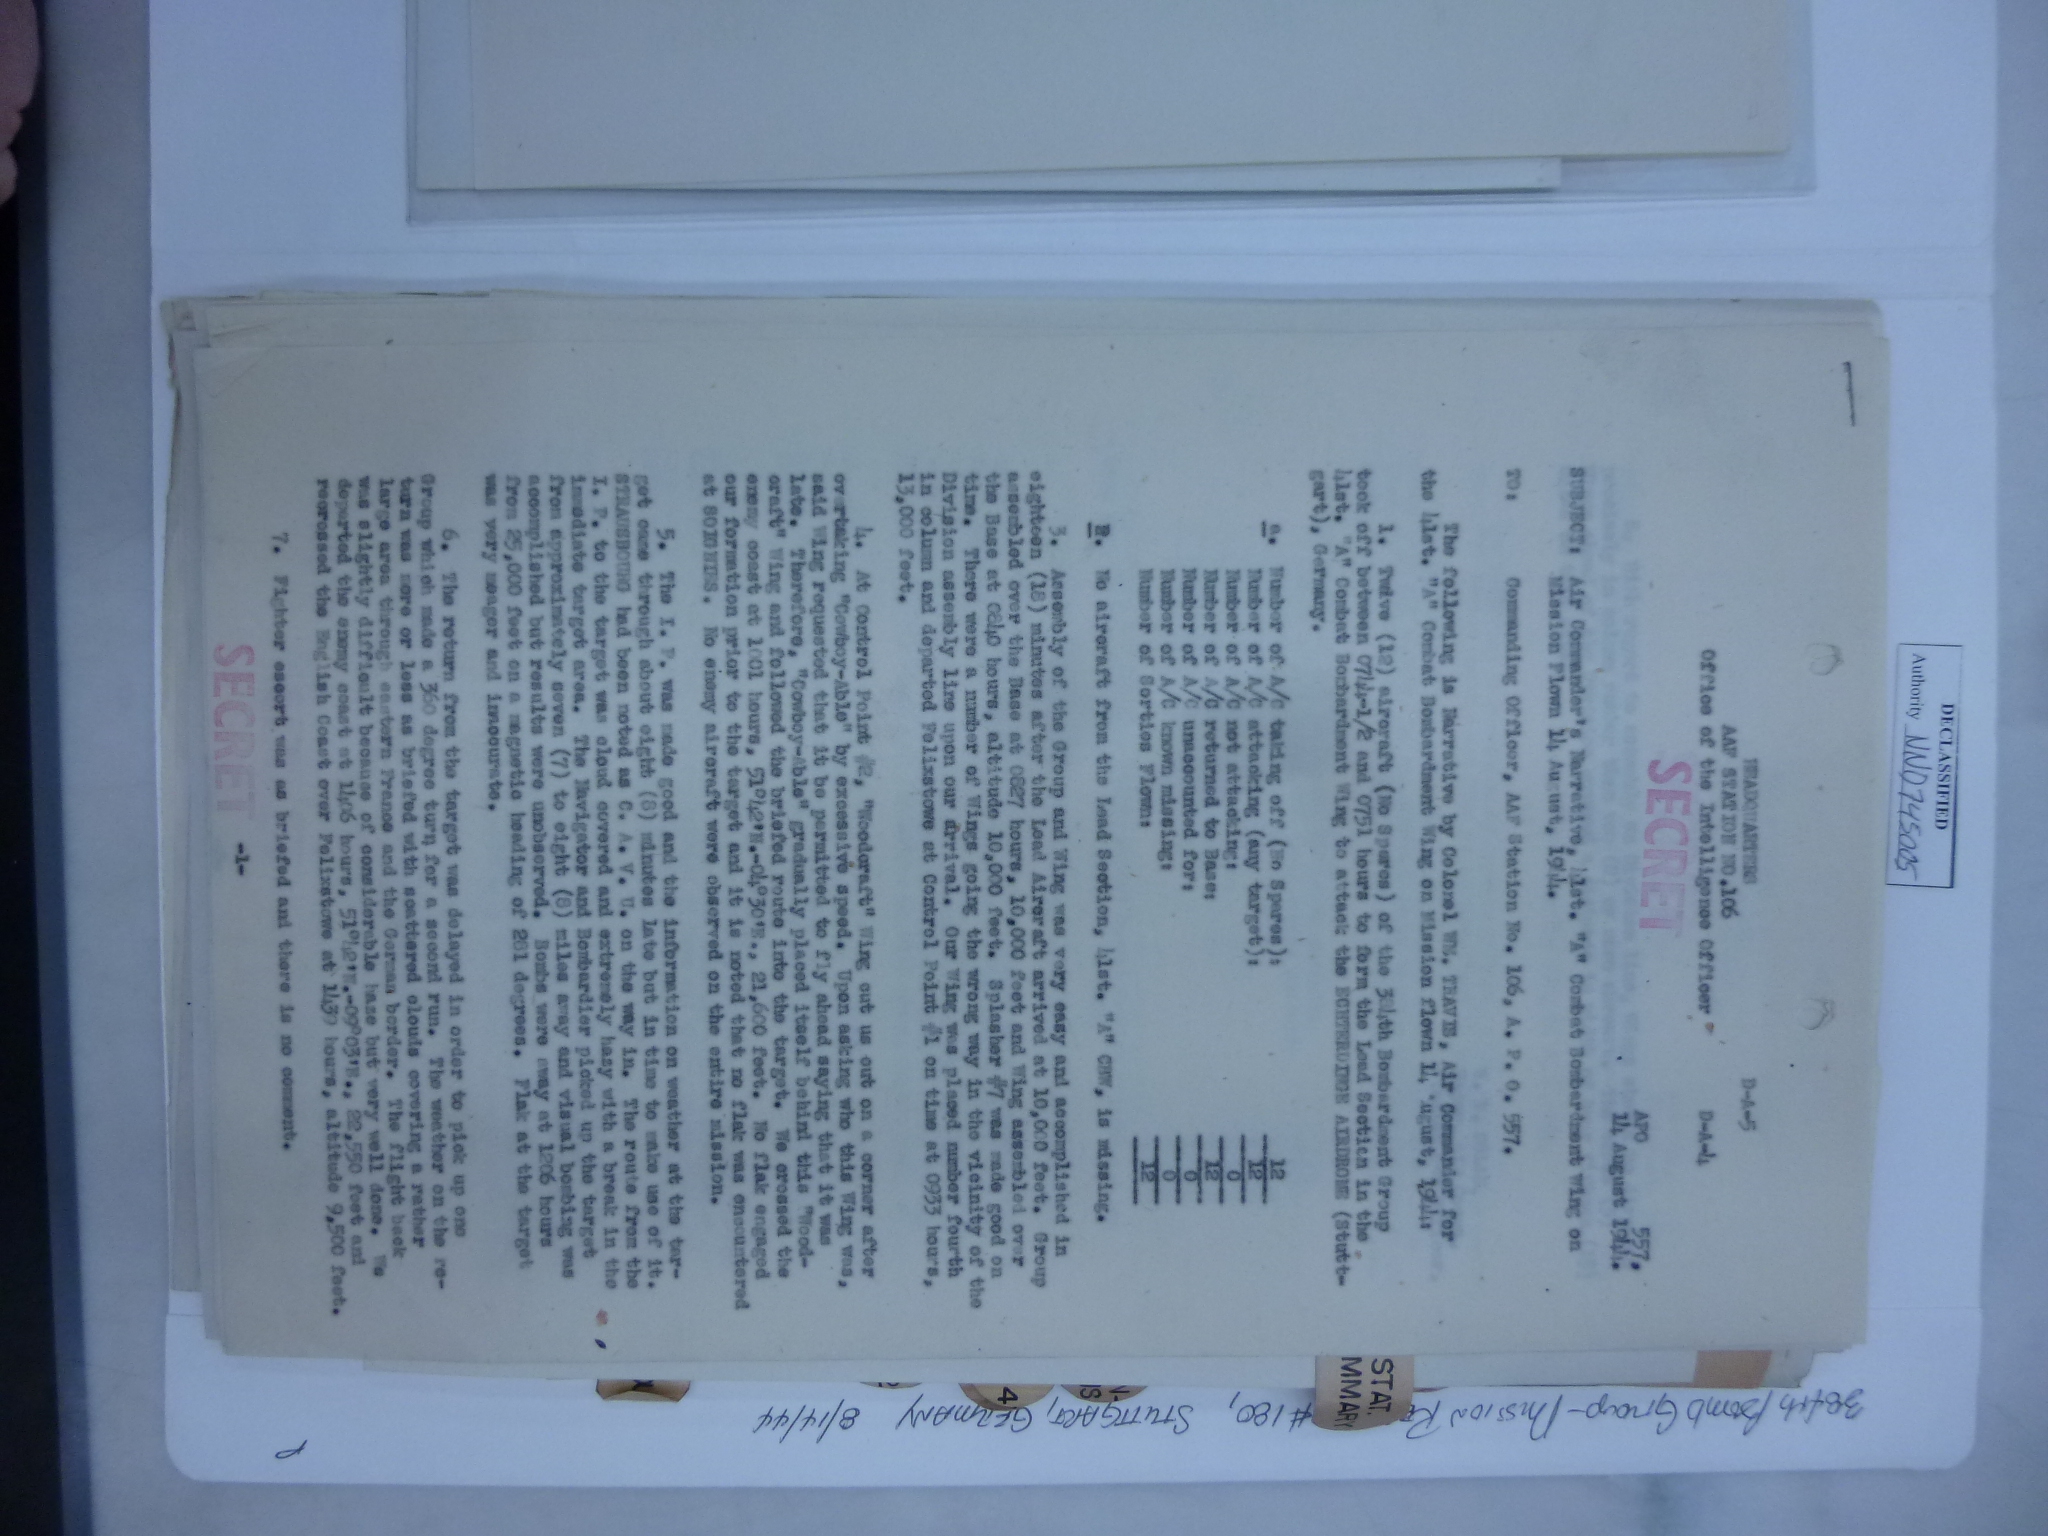 DECLASSIFIED
Authority NND745005
HEADQUARTERS
AAF STATION NO.106
Office of the Intelligence Officer
D-A-5
D-A-4
SECRET
APO 557.
14 August 1944.
SUBJECT: Air Commander's Narrative, 41st. "A" Combat Bombardment Wing on
Mission Flown 14 August, 1944.
TO: Commanding Officer, AAF Station No. 106, A. P. O. 557.
The following is Narrative by Colonel WM. TRAVIS, Air Commander for
the 41st. "A" Combat Bombardment Wing on Mission flown 14 August, 1944:
1. Twelve (12) aircraft (No Spares) of the 384th Bombardment Group
took off between 0744-1/2 and 0751 hours to form the Lead Section in the
41st. "A" Combat Bombardment Wing to attack the ECHTERDINGEN AIRDROME (Stutt-
gart), Germany.
a. Number of A/c taking off (No Spares): 12
Number of A/c attacking (any target): 12
Number of A/c not attacking: 0
Number of A/c returned to Base: 12
Number of A/c unaccounted for: 0
Number of A/c known missing: 0
Number of Sorties Flown: 12
2. No aircraft from the Lead Section, 41st. "A" CBW, is missing.
3. Assembly of the Group and Wing was very easy and accomplished in
eighteen (18) minutes after the Lead Aircraft arrived at 10,000 feet. Group
assembled over the Base at 0827 hours, 10,000 feet and Wing assembled over
the Base at 0840 hours, altitude 10,000 feet. Splasher #7 was made good on
time. There were a number of Wings going the wrong way in the vicinity of the
Division assembly line upon our arrival. Our Wing was placed number fourth
in column and departed Felixstowe at Control Point #1 on time at 0933 hours,
13,000 feet.
4. At Control Point #2, "Woodcraft" Wing cut us out on a corner after
overtaking "Cowboy-Able" by excessive speed. Upon asking who this Wing was,
said Wing requested that it be permitted to fly ahead saying that it was
late. Therefore, "Cowboy-Able" gradually placed itself behind this "Wood-
craft" Wing and followed the briefed route into the target. We crossed the
enemy coast at 1001 hours, 51°42'N.-04°30'E., 21,600 feet. No flak engaged
our formation prior to the target and it is noted that no flak was encountered
at . No enemy aircraft were observed on the entire mission.
5. The I. P. was made good and the information on weather at the tar-
get came through about eight (8) minutes late but in time to make use of it.
STRASBOURG had been noted as C. A. V. U. on the way in. The route from the
I. P. to the target was cloud covered and extremely hazy with a break in the
immediate target area. The Navigator and Bombardier picked up the target
from approximately seven (7) to eight (8) miles away and visual bombing was
accomplished but results were unobserved. Bombs were away at 1206 hours
from 25,000 feet on a magnetic heading of 281 degrees. Flak at the target
was very meager and inaccurate.
6. The return from the target was delayed in order to pick up one
Group which made a 360 degree turn for a second run. The weather on the re-
turn was more or less as briefed with scattered clouds covering a rather
large area through eastern France and the German border. The flight back
was slightly difficult because of considerable haze but very well done. We
departed the enemy coast at 1406 hours, 51°42'N.-09°03'E., 22,550 feet and
recrossed the English Coast over Felixstowe at 1439 hours, altitude 9,500 feet.
7. Fighter escort was as briefed and there is no comment.
-1-
SECRET
STAT.
MMARY
4
384th Bomb Group - Mission #180, STUTTGART, GERMANY 8/14/44